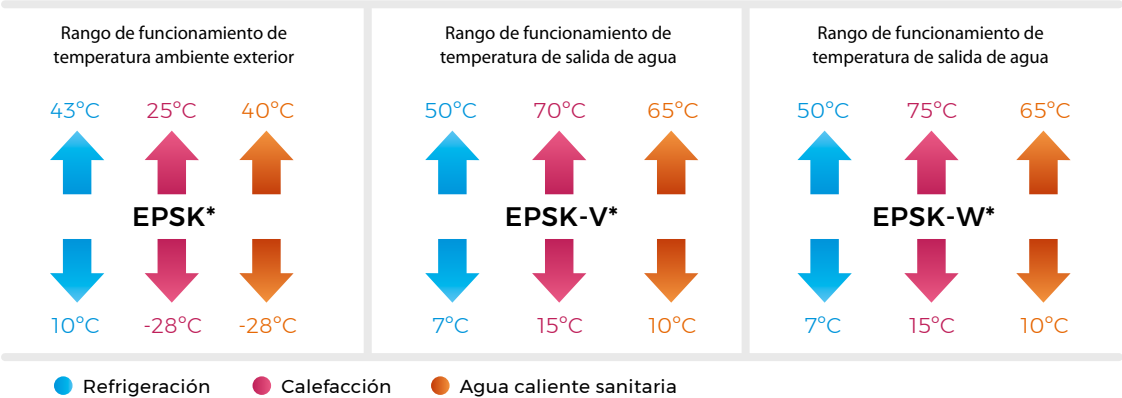 Rango de funcionamiento de
temperatura ambiente exterior
43°C 25°C 40°C
EPSK*
10°C -28°C -28°C
Rango de funcionamiento de
temperatura de salida de agua
50°C 70°C 65°C
EPSK-V*
7°C 15°C 10°C
Rango de funcionamiento de
temperatura de salida de agua
50°C 75°C 65°C
EPSK-W*
7°C 15°C 10°C
Refrigeración Calefacción Agua caliente sanitaria